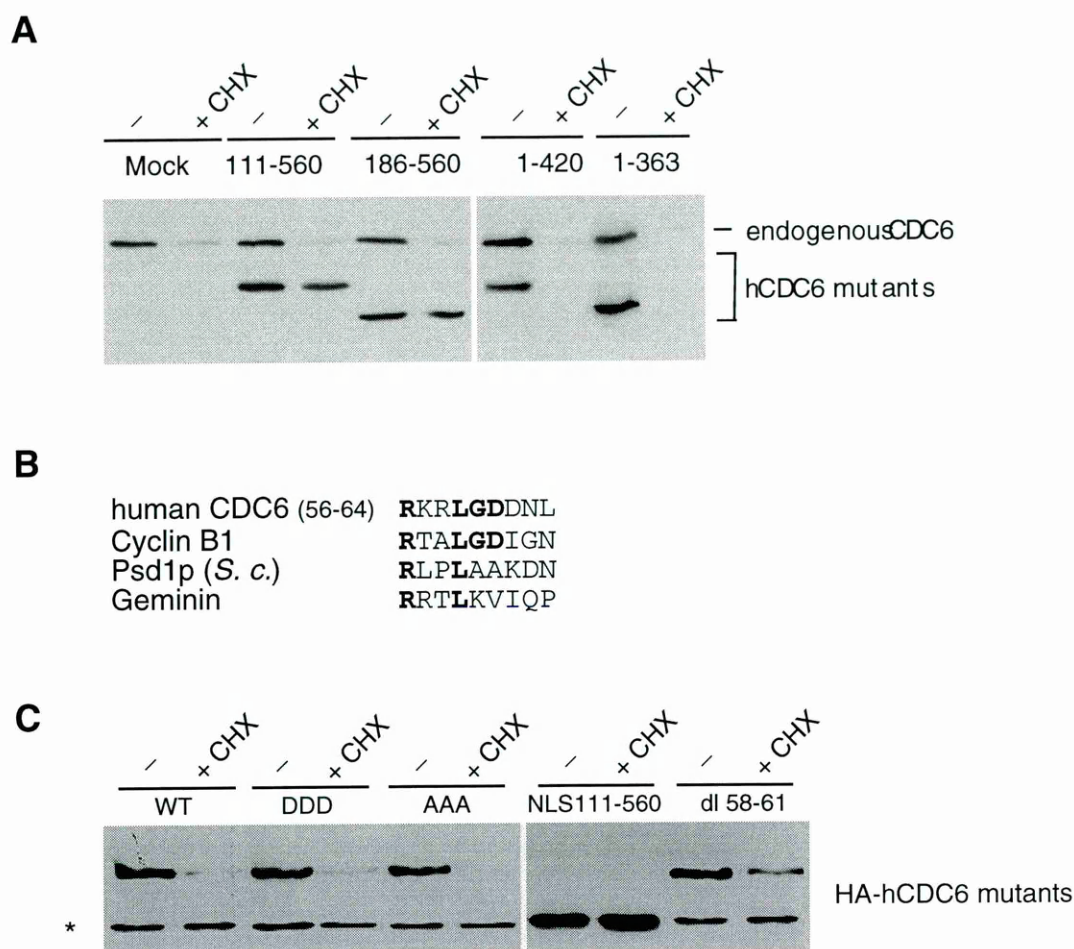 A
– + CHX – + CHX – + CHX – + CHX – + CHX
Mock 111-560 186-560 1-420 1-363
endogenousCDC6
hCDC6 mutants
B
human CDC6 (56-64) RKRLGDDNL
Cyclin B1 RTALGDIGN
Psd1p (S. c.) RLPLAAKDN
Geminin RRTLKVIQP
C
– + CHX – + CHX – + CHX – + CHX – + CHX
WT DDD AAA NLS111-560 dl 58-61
HA-hCDC6 mutants
*